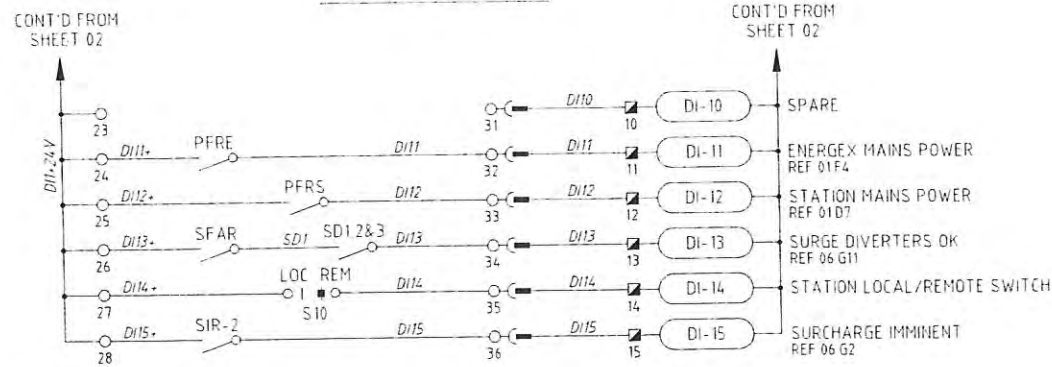 CONT'D FROM
SHEET 02
CONT'D FROM
SHEET 02
DI1+24V
23
31
DI10
10
DI-10
SPARE
24
DI11+
PFRE
DI11
32
DI11
11
DI-11
ENERGEX MAINS POWER
REF 01F4
25
DI12+
PFRS
DI12
33
DI12
12
DI-12
STATION MAINS POWER
REF 01D7
26
DI13+
SFAR
SD1
SD1,2&3
DI13
34
DI13
13
DI-13
SURGE DIVERTERS OK
REF 06 G11
27
DI14+
LOC REM
S10
DI14
35
DI14
14
DI-14
STATION LOCAL/REMOTE SWITCH
28
DI15+
SIR-2
DI15
36
DI15
15
DI-15
SURCHARGE IMMINENT
REF 06 G2